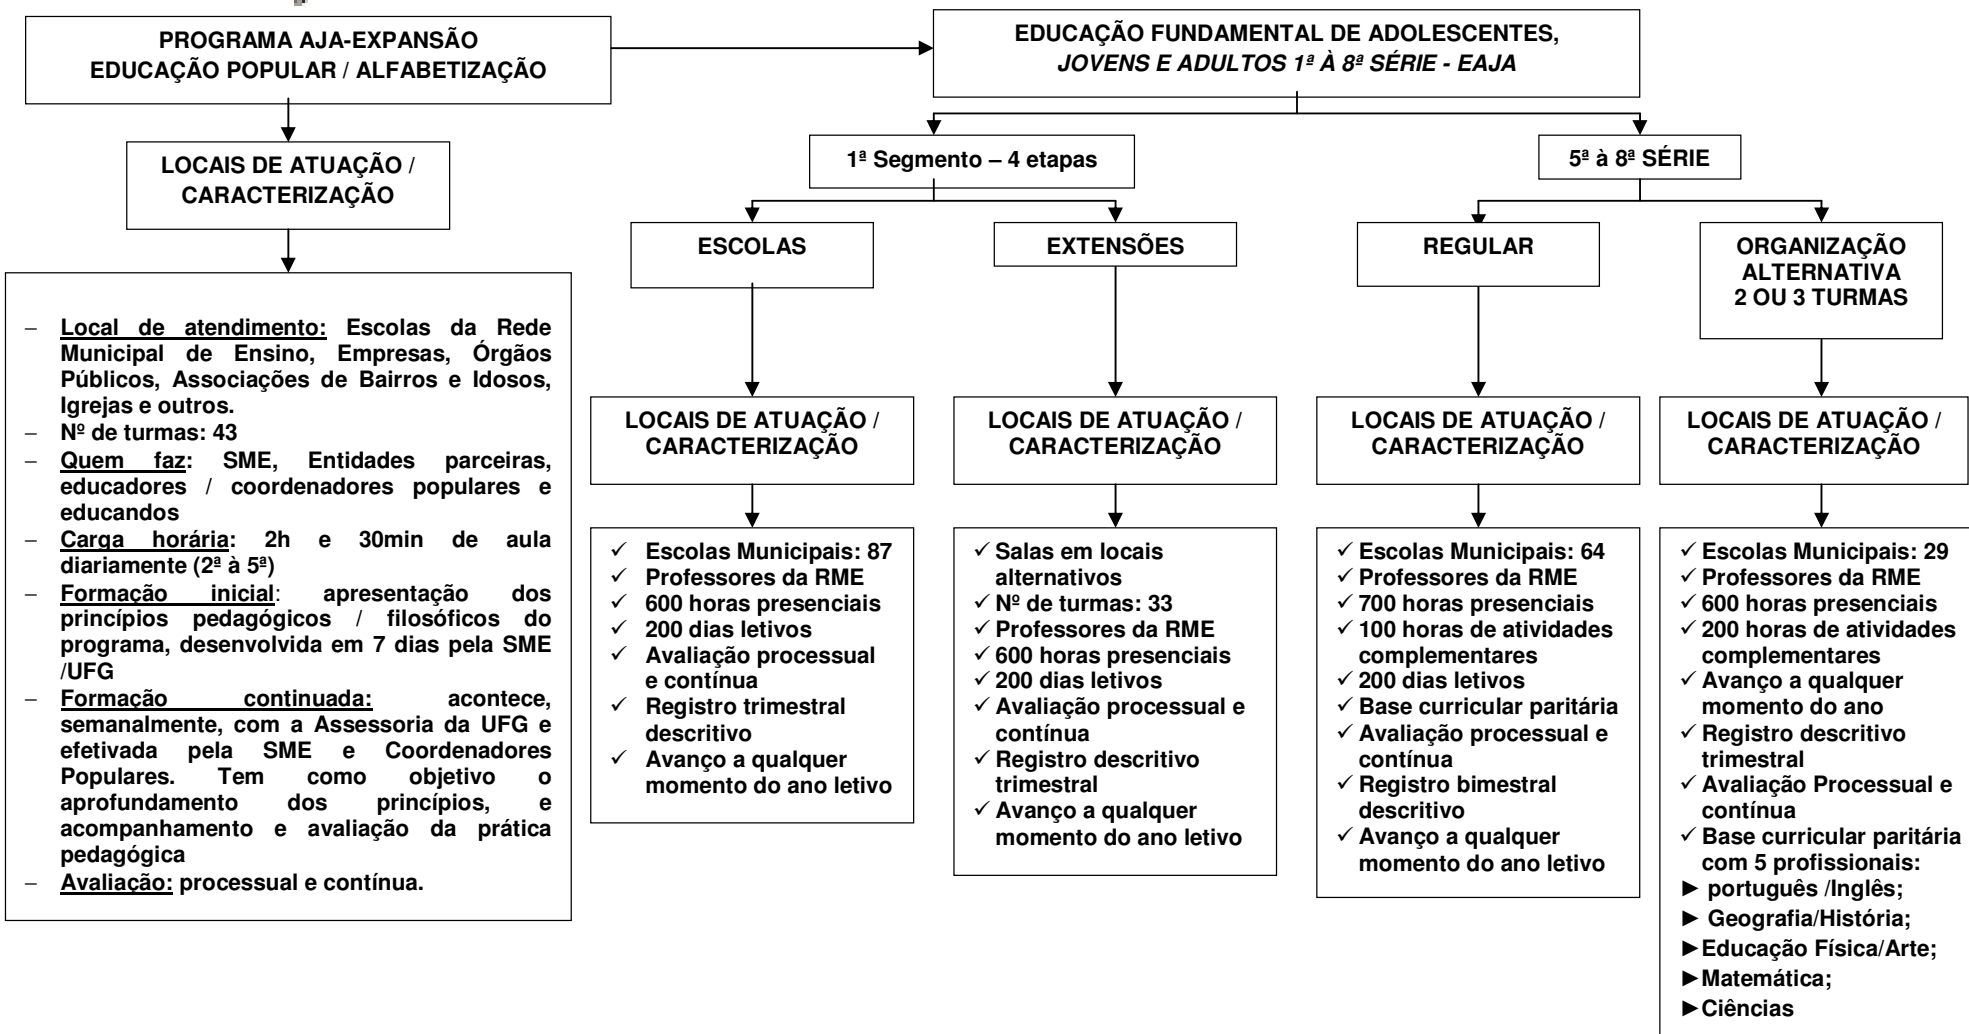 PROGRAMA AJA-EXPANSÃO
EDUCAÇÃO POPULAR / ALFABETIZAÇÃO
EDUCAÇÃO FUNDAMENTAL DE ADOLESCENTES,
JOVENS E ADULTOS 1ª À 8ª SÉRIE - EAJA
LOCAIS DE ATUAÇÃO /
CARACTERIZAÇÃO
– Local de atendimento: Escolas da Rede
Municipal de Ensino, Empresas, Órgãos
Públicos, Associações de Bairros e Idosos,
Igrejas e outros.
– Nº de turmas: 43
– Quem faz: SME, Entidades parceiras,
educadores / coordenadores populares e
educandos
– Carga horária: 2h e 30min de aula
diariamente (2ª à 5ª)
– Formação inicial: apresentação dos
princípios pedagógicos / filosóficos do
programa, desenvolvida em 7 dias pela SME
/UFG
– Formação continuada: acontece,
semanalmente, com a Assessoria da UFG e
efetivada pela SME e Coordenadores
Populares. Tem como objetivo o
aprofundamento dos princípios, e
acompanhamento e avaliação da prática
pedagógica
– Avaliação: processual e contínua.
1ª Segmento – 4 etapas
5ª à 8ª SÉRIE
ESCOLAS
LOCAIS DE ATUAÇÃO /
CARACTERIZAÇÃO
✓ Escolas Municipais: 87
✓ Professores da RME
✓ 600 horas presenciais
✓ 200 dias letivos
✓ Avaliação processual
e contínua
✓ Registro trimestral
descritivo
✓ Avanço a qualquer
momento do ano letivo
EXTENSÕES
LOCAIS DE ATUAÇÃO /
CARACTERIZAÇÃO
✓ Salas em locais
alternativos
✓ Nº de turmas: 33
✓ Professores da RME
✓ 600 horas presenciais
✓ 200 dias letivos
✓ Avaliação processual e
contínua
✓ Registro descritivo
trimestral
✓ Avanço a qualquer
momento do ano letivo
REGULAR
LOCAIS DE ATUAÇÃO /
CARACTERIZAÇÃO
✓ Escolas Municipais: 64
✓ Professores da RME
✓ 700 horas presenciais
✓ 100 horas de atividades
complementares
✓ 200 dias letivos
✓ Base curricular paritária
✓ Avaliação processual e
contínua
✓ Registro bimestral
descritivo
✓ Avanço a qualquer
momento do ano letivo
ORGANIZAÇÃO
ALTERNATIVA
2 OU 3 TURMAS
LOCAIS DE ATUAÇÃO /
CARACTERIZAÇÃO
✓ Escolas Municipais: 29
✓ Professores da RME
✓ 600 horas presenciais
✓ 200 horas de atividades
complementares
✓ Avanço a qualquer
momento do ano
✓ Registro descritivo
trimestral
✓ Avaliação Processual e
contínua
✓ Base curricular paritária
com 5 profissionais:
► português /Inglês;
► Geografia/História;
►Educação Física/Arte;
►Matemática;
►Ciências